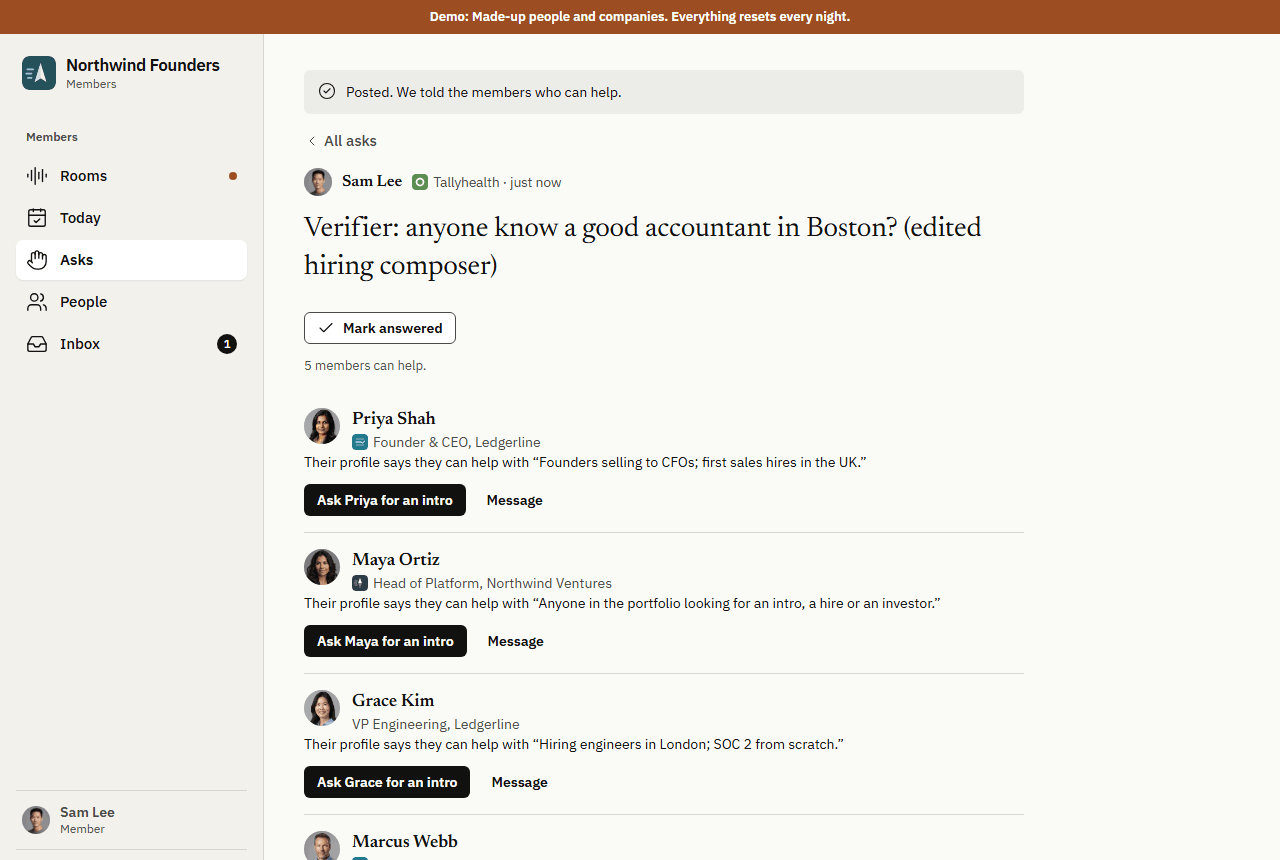 Demo: Made-up people and companies. Everything resets every night.
Northwind Founders
Members
Members
Rooms
Today
Asks
People
Inbox
1
Sam Lee
Member
Posted. We told the members who can help.
All asks
Sam Lee
Tallyhealth · just now
Verifier: anyone know a good accountant in Boston? (edited
hiring composer)
Mark answered
5 members can help.
Priya Shah
Founder & CEO, Ledgerline
Their profile says they can help with “Founders selling to CFOs; first sales hires in the UK.”
Ask Priya for an intro
Message
Maya Ortiz
Head of Platform, Northwind Ventures
Their profile says they can help with “Anyone in the portfolio looking for an intro, a hire or an investor.”
Ask Maya for an intro
Message
Grace Kim
VP Engineering, Ledgerline
Their profile says they can help with “Hiring engineers in London; SOC 2 from scratch.”
Ask Grace for an intro
Message
Marcus Webb